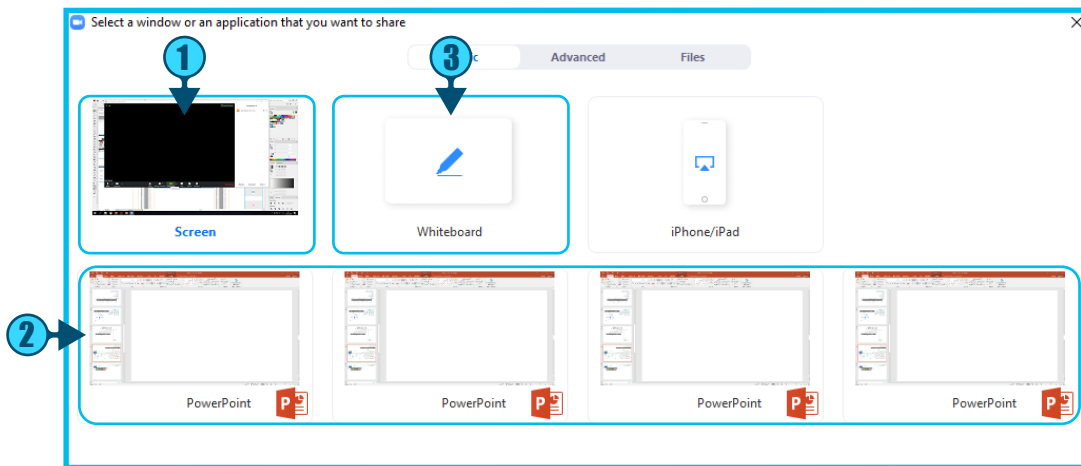 Select a window or an application that you want to share
1
3
c Advanced Files
Screen
Whiteboard
iPhone/iPad
2
PowerPoint
PowerPoint
PowerPoint
PowerPoint